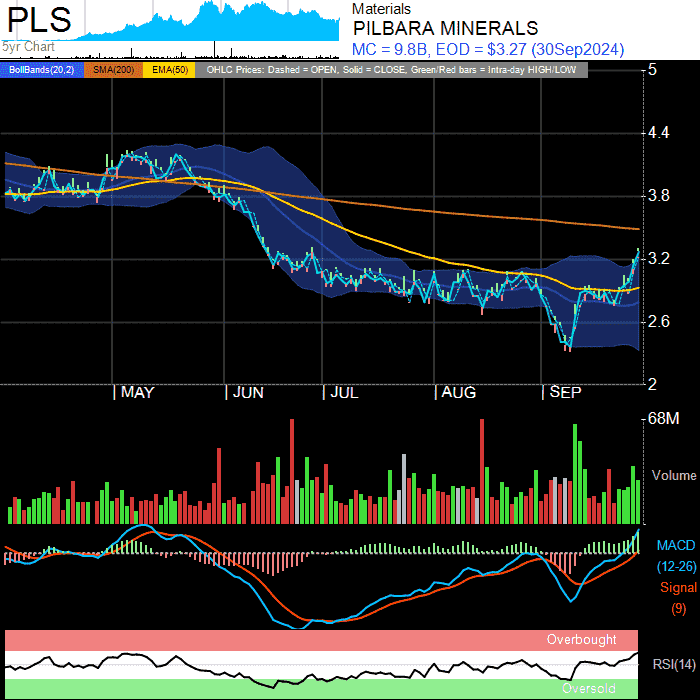 PLS
5yr Chart
Materials
PILBARA MINERALS
MC = 9.8B, EOD = $3.27 (30Sep2024)
BollBands(20,2) SMA(200) EMA(50) OHLC Prices: Dashed = OPEN, Solid = CLOSE, Green/Red bars = Intra-day HIGH/LOW
5
4.4
3.8
3.2
2.6
2
| MAY | JUN | JUL | AUG | SEP
68M
Volume
MACD
(12-26)
Signal
(9)
Overbought
RSI(14)
Oversold